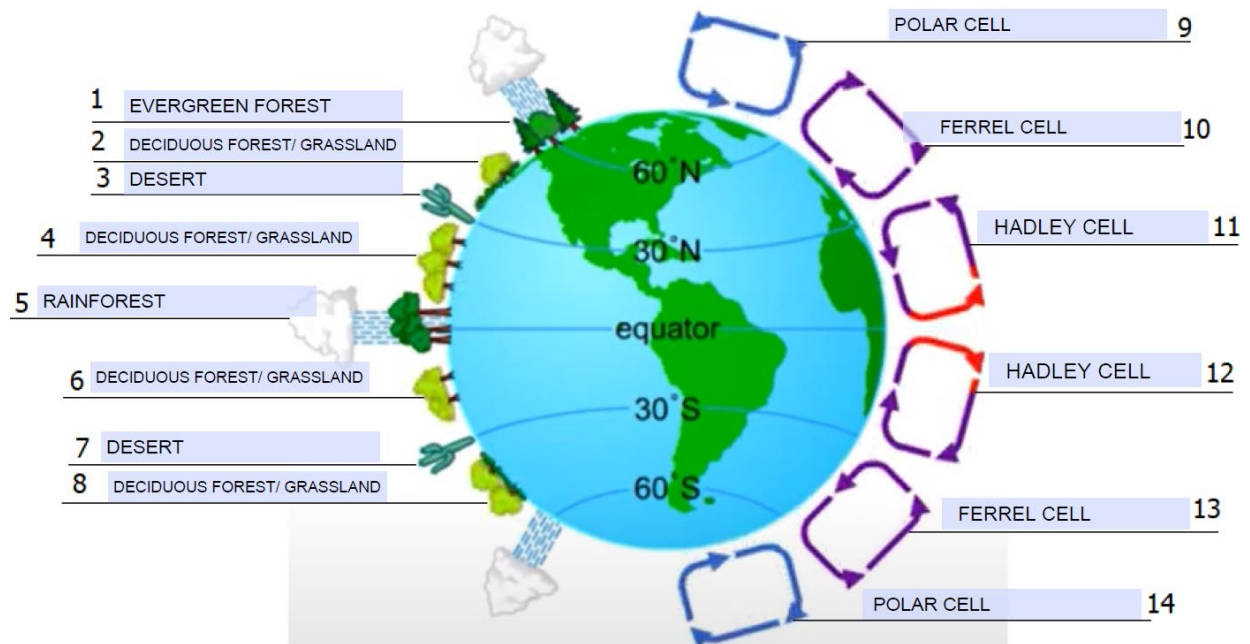 POLAR CELL 9
1 EVERGREEN FOREST
2 DECIDUOUS FOREST/ GRASSLAND
FERREL CELL 10
3 DESERT
60°N
4 DECIDUOUS FOREST/ GRASSLAND
HADLEY CELL 11
30°N
5 RAINFOREST
equator
6 DECIDUOUS FOREST/ GRASSLAND
HADLEY CELL 12
30°S
7 DESERT
8 DECIDUOUS FOREST/ GRASSLAND
60°S
FERREL CELL 13
POLAR CELL 14